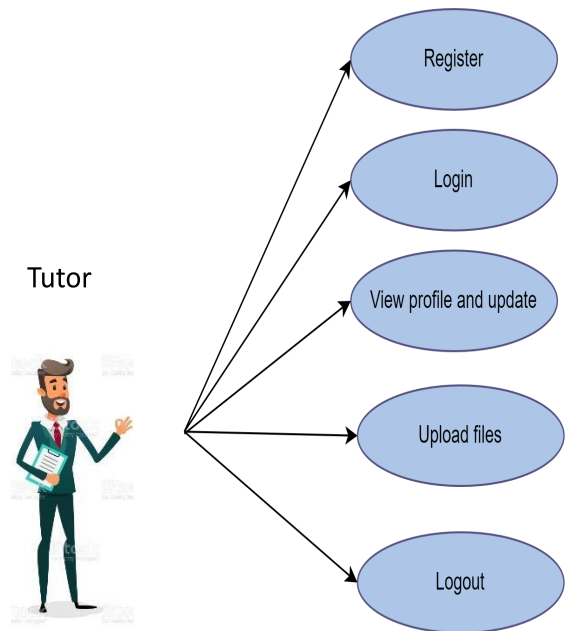 Register
Login
Tutor
View profile and update
Upload files
Logout